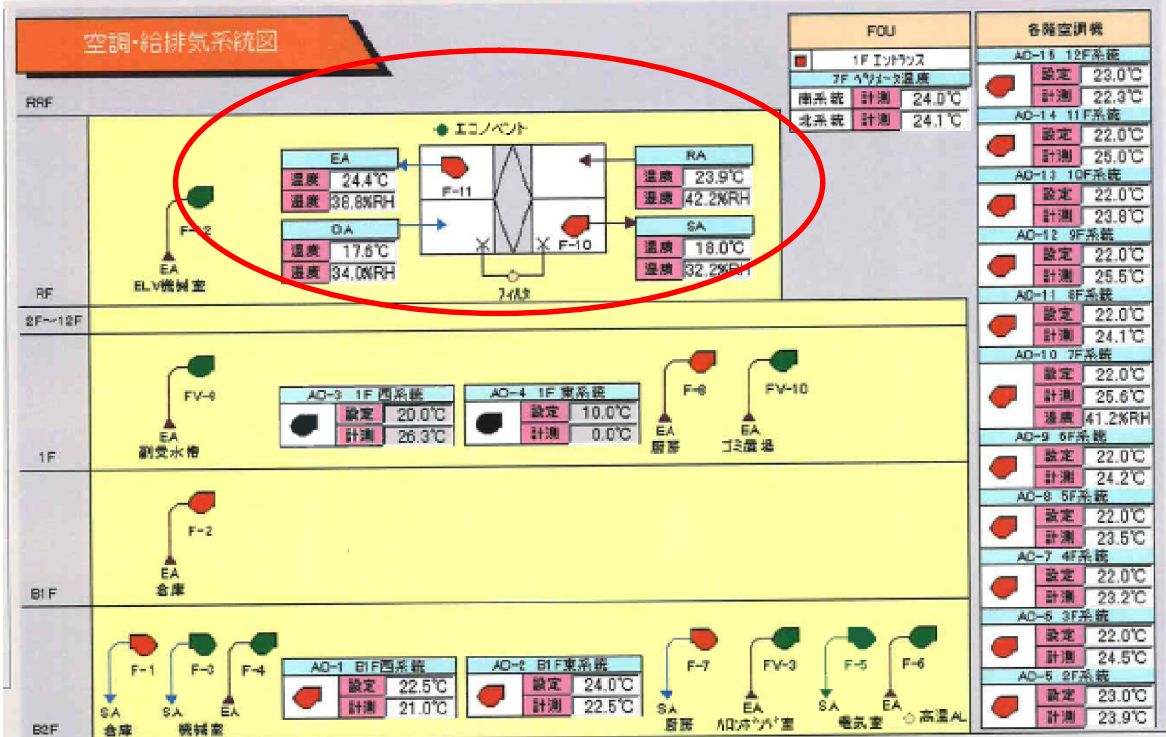 空調・給排気系統図
FCU
1F エントランス
7F ペリメータ温度
南系統 計測 24.0℃
北系統 計測 24.1℃
各階空調機
AC-15 12F系統
設定 23.0℃
計測 22.3℃
AC-14 11F系統
設定 22.0℃
計測 25.0℃
AC-13 10F系統
設定 22.0℃
計測 23.8℃
AC-12 9F系統
設定 22.0℃
計測 25.5℃
AC-11 8F系統
設定 22.0℃
計測 24.1℃
AC-10 7F系統
設定 22.0℃
計測 25.6℃
湿度 41.2%RH
AC-9 6F系統
設定 22.0℃
計測 24.2℃
AC-8 5F系統
設定 22.0℃
計測 23.5℃
AC-7 4F系統
設定 22.0℃
計測 23.2℃
AC-6 3F系統
設定 22.0℃
計測 24.5℃
AC-5 2F系統
設定 23.0℃
計測 23.9℃
RRF
エコノベント
EA
温度 24.4℃
湿度 38.8%RH
F-11
RA
温度 23.9℃
湿度 42.2%RH
OA
温度 17.6℃
湿度 34.0%RH
F-10
SA
温度 18.0℃
湿度 32.2%RH
フィルタ
F-12
EA
ELV機械室
RF
2F～12F
EA
副受水槽
AC-3 1F 西系統
設定 20.0℃
計測 26.3℃
AC-4 1F 東系統
設定 10.0℃
計測 0.0℃
F-8
EA
厨房
FV-10
EA
ゴミ置場
1F
F-2
EA
倉庫
B1F
F-1
SA
倉庫
F-3
SA
F-4
EA
機械室
AC-1 B1F西系統
設定 22.5℃
計測 21.0℃
AC-2 B1F東系統
設定 24.0℃
計測 22.5℃
F-7
SA
厨房
FV-3
EA
ハロンボンベ室
F-5
SA
F-6
EA
電気室
高温AL
B2F